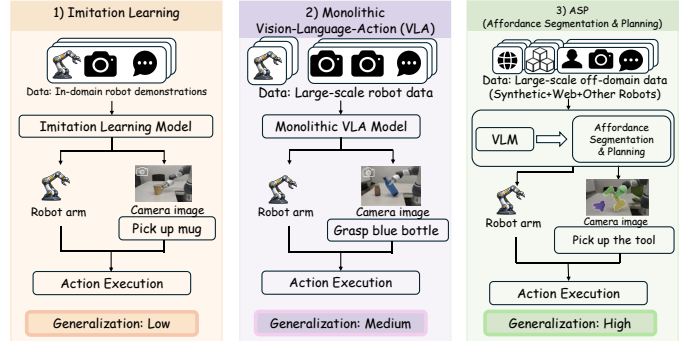 1) Imitation Learning
Data: In-domain robot demonstrations
Imitation Learning Model
Robot arm
Camera image
Pick up mug
Action Execution
Generalization: Low
2) Monolithic
Vision-Language-Action (VLA)
Data: Large-scale robot data
Monolithic VLA Model
Robot arm
Camera image
Grasp blue bottle
Action Execution
Generalization: Medium
3) ASP
(Affordance Segmentation & Planning)
Data: Large-scale off-domain data
(Synthetic+Web+Other Robots)
VLM
Affordance
Segmentation
& Planning
Robot arm
Camera image
Pick up the tool
Action Execution
Generalization: High